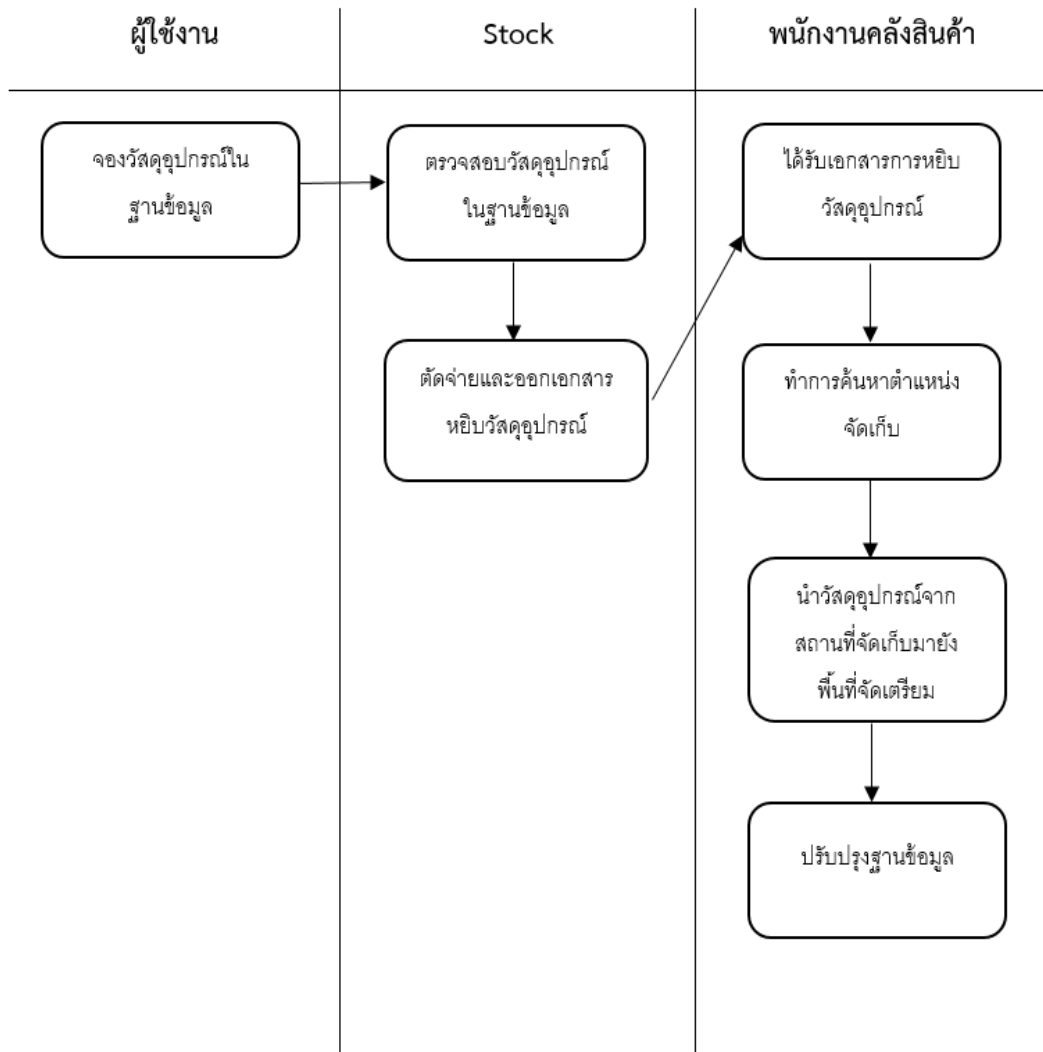 ผู้ใช้งาน
Stock
พนักงานคลังสินค้า
จองวัสดุอุปกรณ์ใน
ฐานข้อมูล
ตรวจสอบวัสดุอุปกรณ์
ในฐานข้อมูล
ได้รับเอกสารการหยิบ
วัสดุอุปกรณ์
ตัดจ่ายและออกเอกสาร
หยิบวัสดุอุปกรณ์
ทำการค้นหาตำแหน่ง
จัดเก็บ
นำวัสดุอุปกรณ์จาก
สถานที่จัดเก็บมายัง
พื้นที่จัดเตรียม
ปรับปรุงฐานข้อมูล